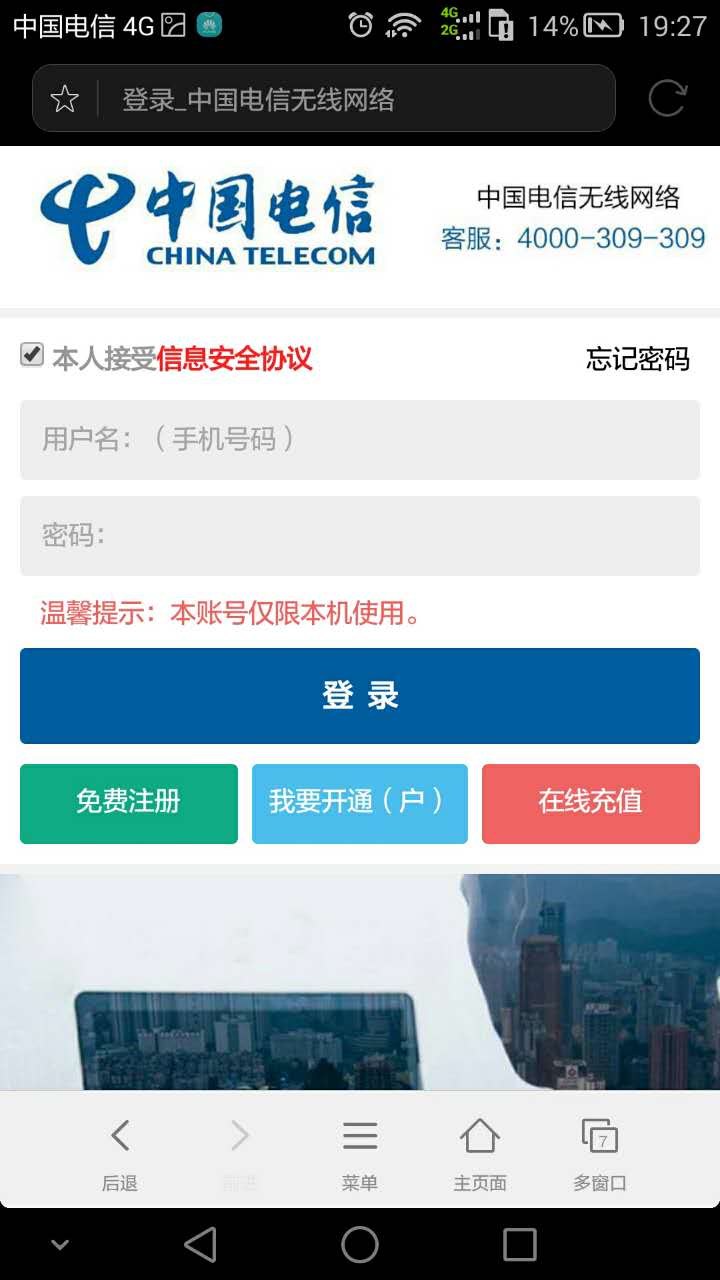 中国电信 4G 4G 2G 14% 19:27
登录_中国电信无线网络
中国电信
CHINA TELECOM
中国电信无线网络
客服：4000-309-309
本人接受信息安全协议 忘记密码
用户名：（手机号码）
密码：
温馨提示：本账号仅限本机使用。
登 录
免费注册 我要开通（户） 在线充值
7
后退 前进 菜单 主页面 多窗口